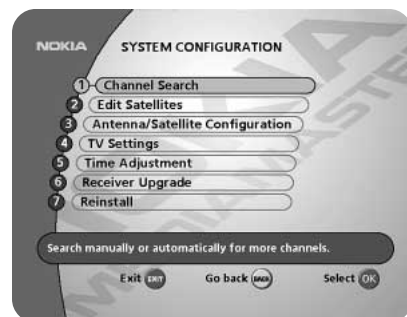 NOKIA
SYSTEM CONFIGURATION
1 Channel Search
2 Edit Satellites
3 Antenna/Satellite Configuration
4 TV Settings
5 Time Adjustment
6 Receiver Upgrade
7 Reinstall
NOKIA
MEDIAMASTER
Search manually or automatically for more channels.
Exit EXIT Go back BACK Select OK